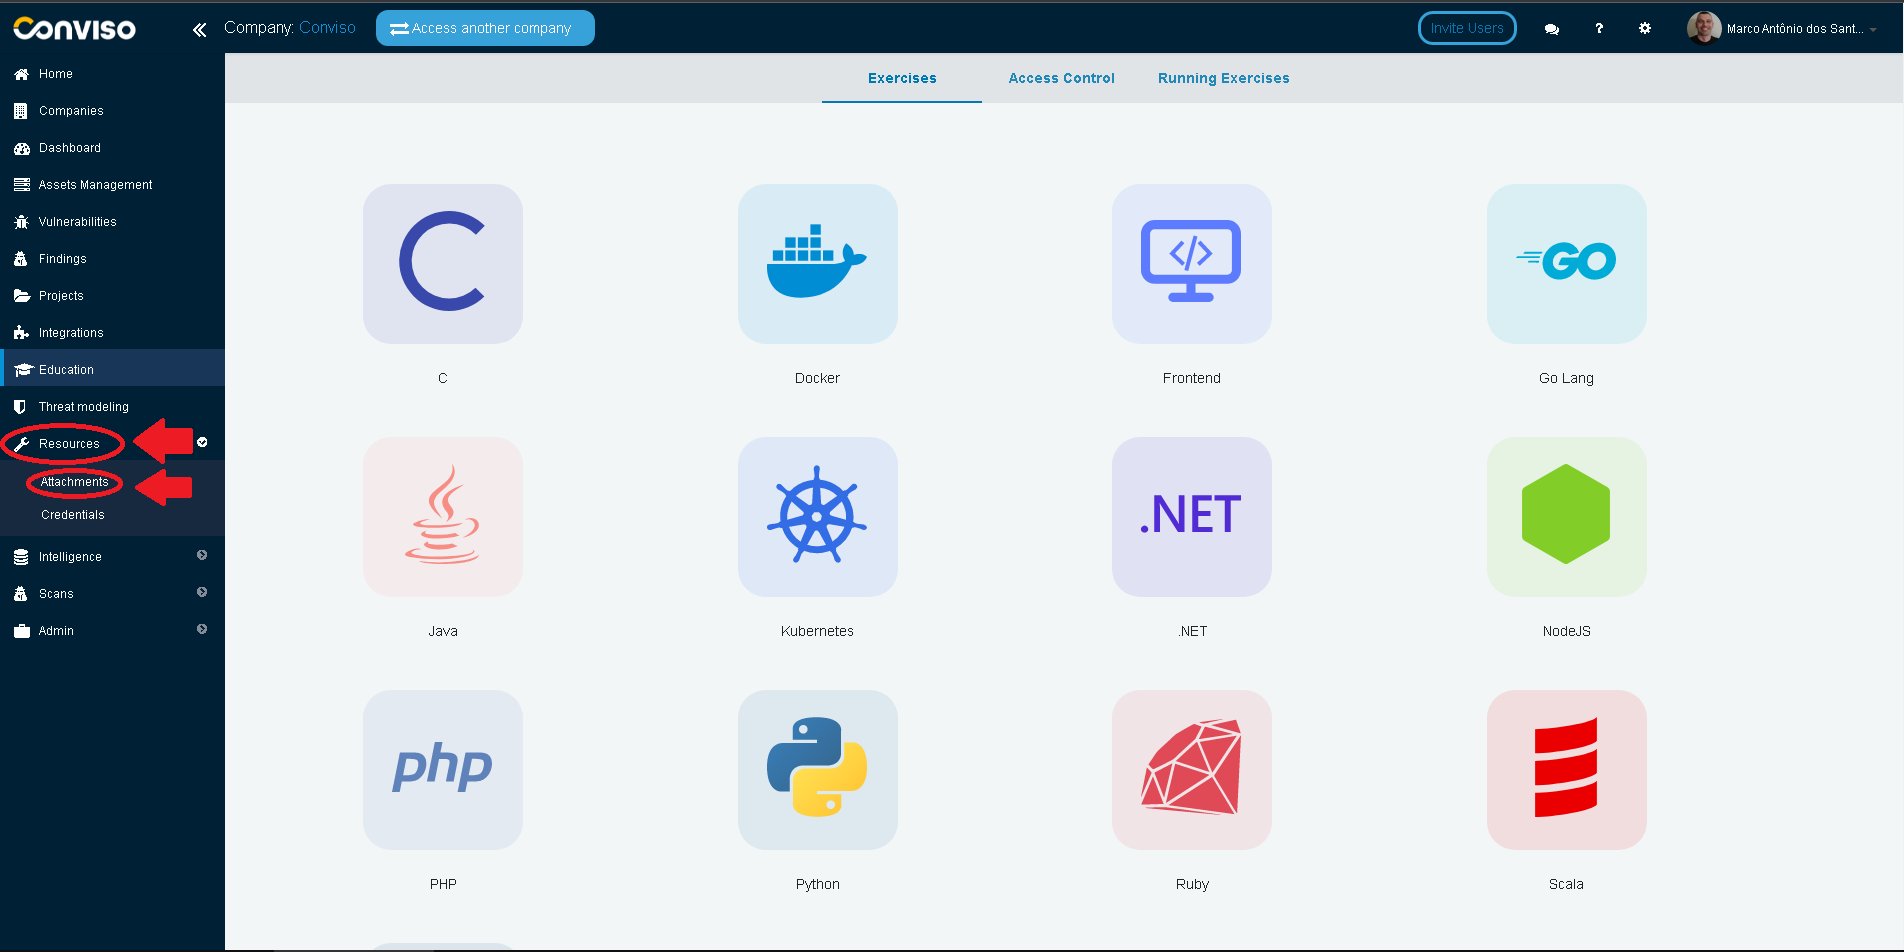 Conviso
Company: Conviso
Access another company
Invite Users
?
Marco Antônio dos Sant...
Home
Companies
Dashboard
Assets Management
Vulnerabilities
Findings
Projects
Integrations
Education
Threat modeling
Resources
Attachments
Credentials
Intelligence
Scans
Admin
Exercises
Access Control
Running Exercises
C
Docker
</>
Frontend
GO
Go Lang
Java
Kubernetes
.NET
.NET
NodeJS
php
PHP
Python
Ruby
Scala